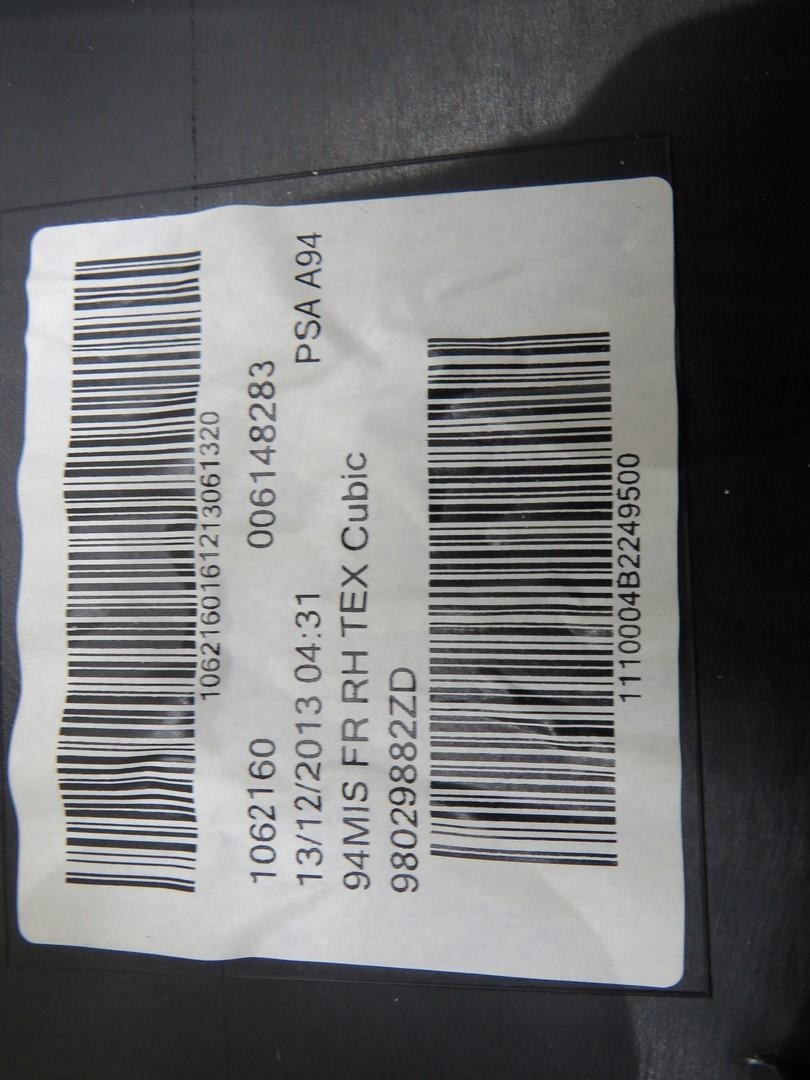 1062160161213061320
1062160 006148283
13/12/2013 04:31 PSA A94
94MIS FR RH TEX Cubic
98029882ZD
1110004B2249500